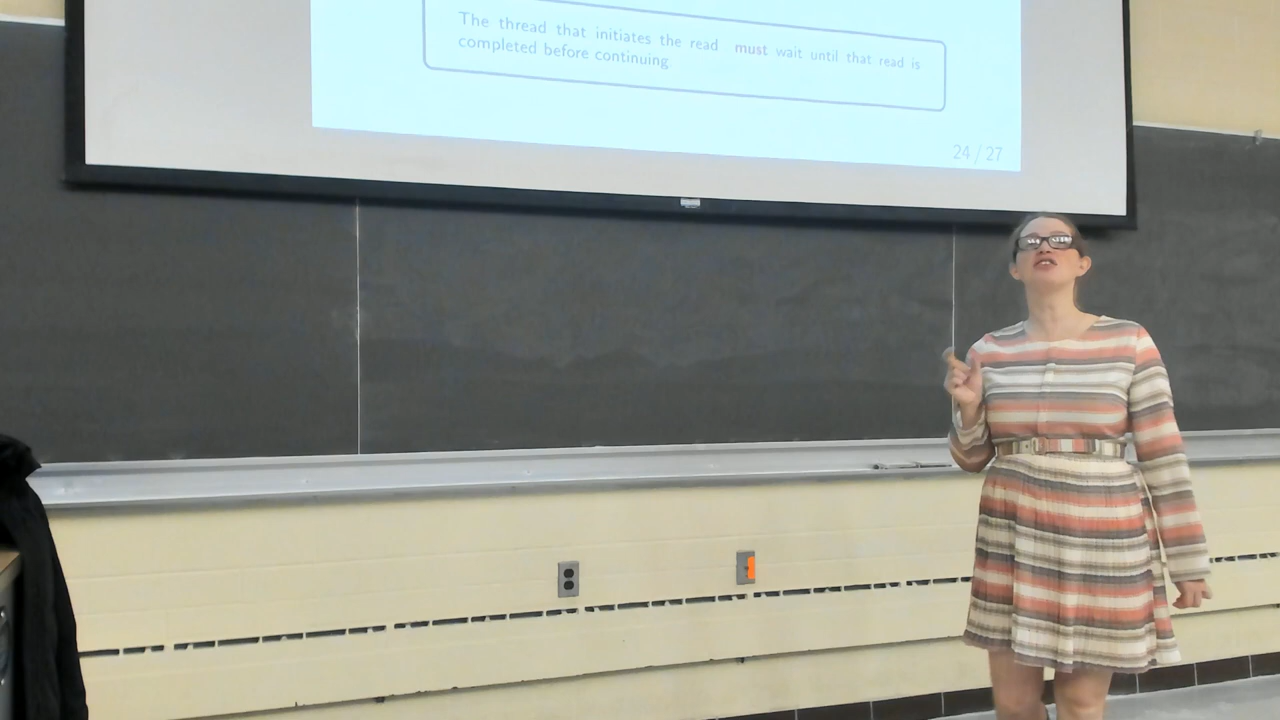 The thread that initiates the read must wait until that read is
completed before continuing
24 / 27